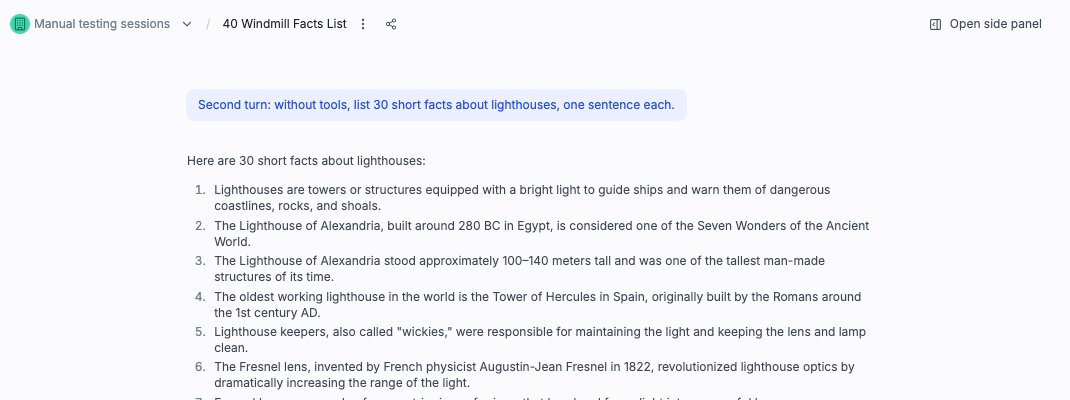 Manual testing sessions / 40 Windmill Facts List Open side panel
Second turn: without tools, list 30 short facts about lighthouses, one sentence each.
Here are 30 short facts about lighthouses:
1. Lighthouses are towers or structures equipped with a bright light to guide ships and warn them of dangerous
coastlines, rocks, and shoals.
2. The Lighthouse of Alexandria, built around 280 BC in Egypt, is considered one of the Seven Wonders of the Ancient
World.
3. The Lighthouse of Alexandria stood approximately 100–140 meters tall and was one of the tallest man-made
structures of its time.
4. The oldest working lighthouse in the world is the Tower of Hercules in Spain, originally built by the Romans around
the 1st century AD.
5. Lighthouse keepers, also called "wickies," were responsible for maintaining the light and keeping the lens and lamp
clean.
6. The Fresnel lens, invented by French physicist Augustin-Jean Fresnel in 1822, revolutionized lighthouse optics by
dramatically increasing the range of the light.